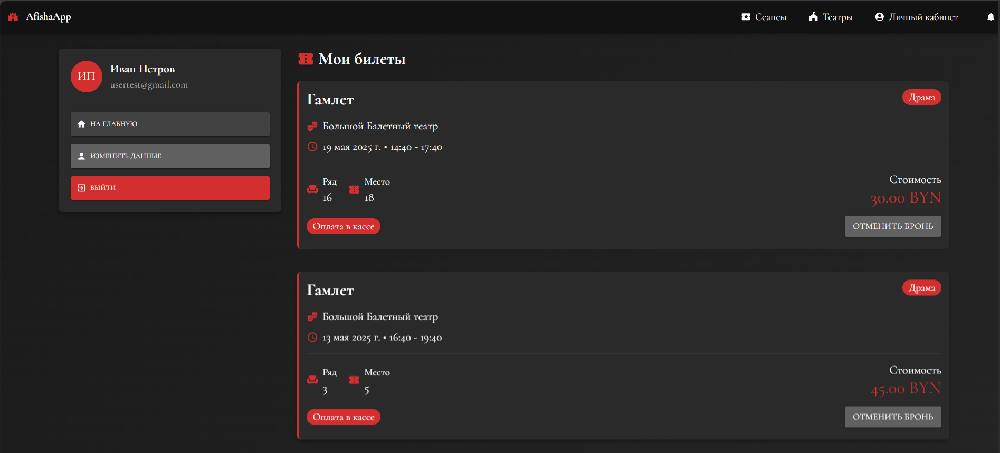 AfishaApp
Сеансы
Театры
Личный кабинет
ИП
Иван Петров
usertest@gmail.com
НА ГЛАВНУЮ
ИЗМЕНИТЬ ДАННЫЕ
ВЫЙТИ
Мои билеты
Гамлет
Драма
Большой Балетный театр
19 мая 2025 г. • 14:40 - 17:40
Ряд
16
Место
18
Стоимость
30.00 BYN
Оплата в кассе
ОТМЕНИТЬ БРОНЬ
Гамлет
Драма
Большой Балетный театр
13 мая 2025 г. • 16:40 - 19:40
Ряд
3
Место
5
Стоимость
45.00 BYN
Оплата в кассе
ОТМЕНИТЬ БРОНЬ